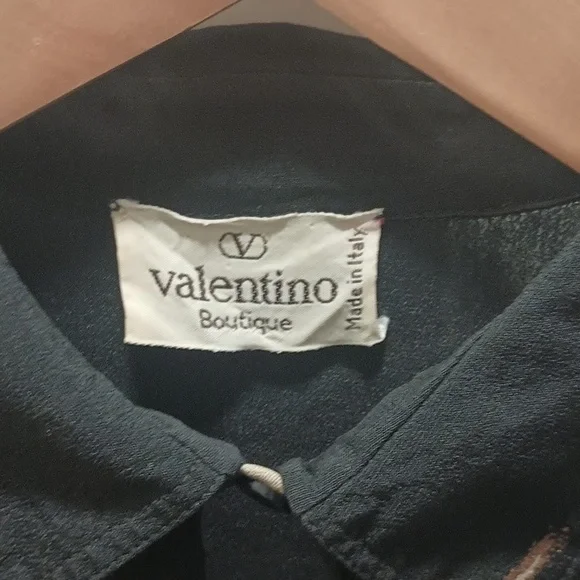 V
valentino
Boutique
Made in Italy